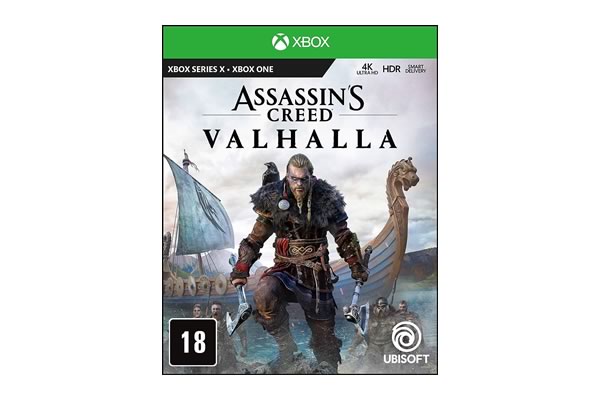 XBOX
XBOX SERIES X • XBOX ONE
4K HDR SMART
ULTRA HD DELIVERY
ASSASSIN'S
CREED
VALHALLA
18
UBISOFT